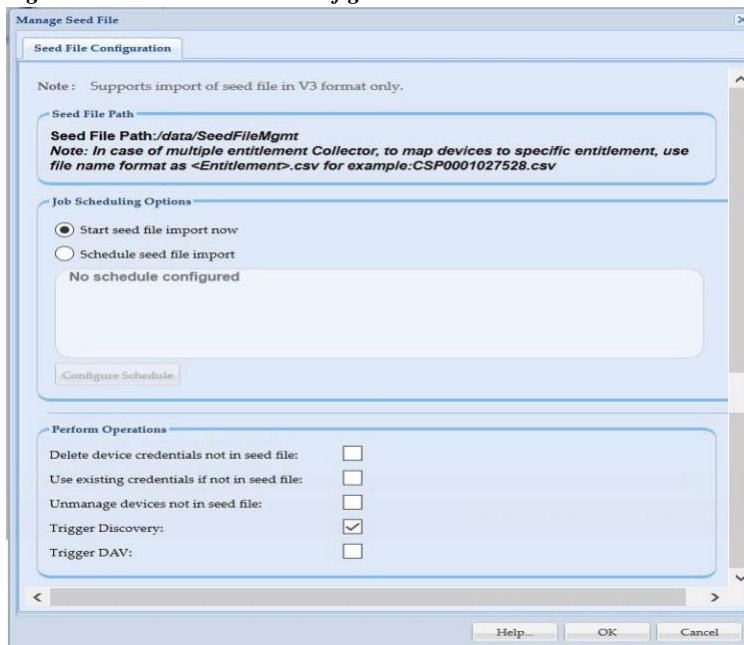 Manage Seed File
Seed File Configuration
Note : Supports import of seed file in V3 format only.
Seed File Path
Seed File Path:/data/SeedFileMgmt
Note: In case of multiple entitlement Collector, to map devices to specific entitlement, use
file name format as <Entitlement>.csv for example:CSP0001027528.csv
Job Scheduling Options
Start seed file import now
Schedule seed file import
No schedule configured
Configure Schedule
Perform Operations
Delete device credentials not in seed file:
Use existing credentials if not in seed file:
Unmanage devices not in seed file:
Trigger Discovery:
Trigger DAV:
Help...
OK
Cancel